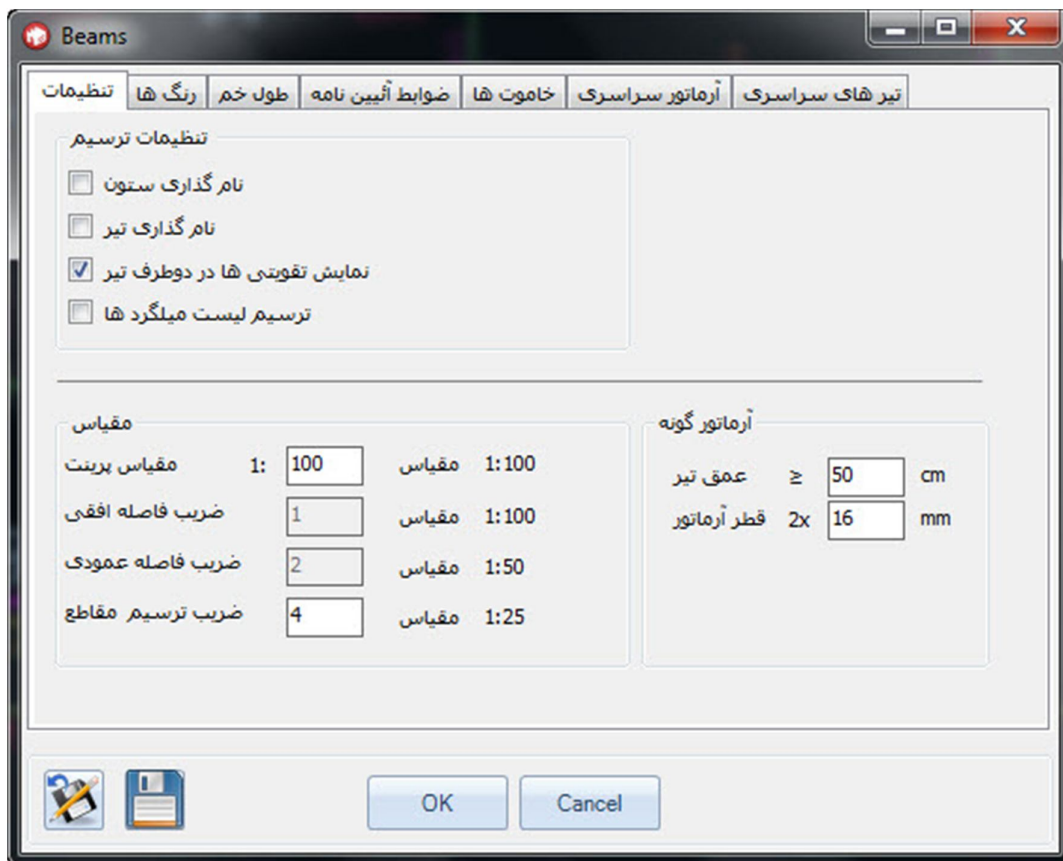 Beams
تنظیمات رنگ ها طول خم ضوابط آئیین نامه خاموت ها آرماتور سراسری تیر های سراسری
تنظیمات ترسیم
نام گذاری ستون
نام گذاری تیر
نمایش تقویتی ها در دوطرف تیر
ترسیم لیست میلگرد ها
مقیاس
مقیاس پرینت 1: 100 مقیاس 1:100
ضریب فاصله افقی 1 مقیاس 1:100
ضریب فاصله عمودی 2 مقیاس 1:50
ضریب ترسیم مقاطع 4 مقیاس 1:25
آرماتور گونه
عمق تیر ≥ 50 cm
قطر آرماتور 2x 16 mm
OK Cancel